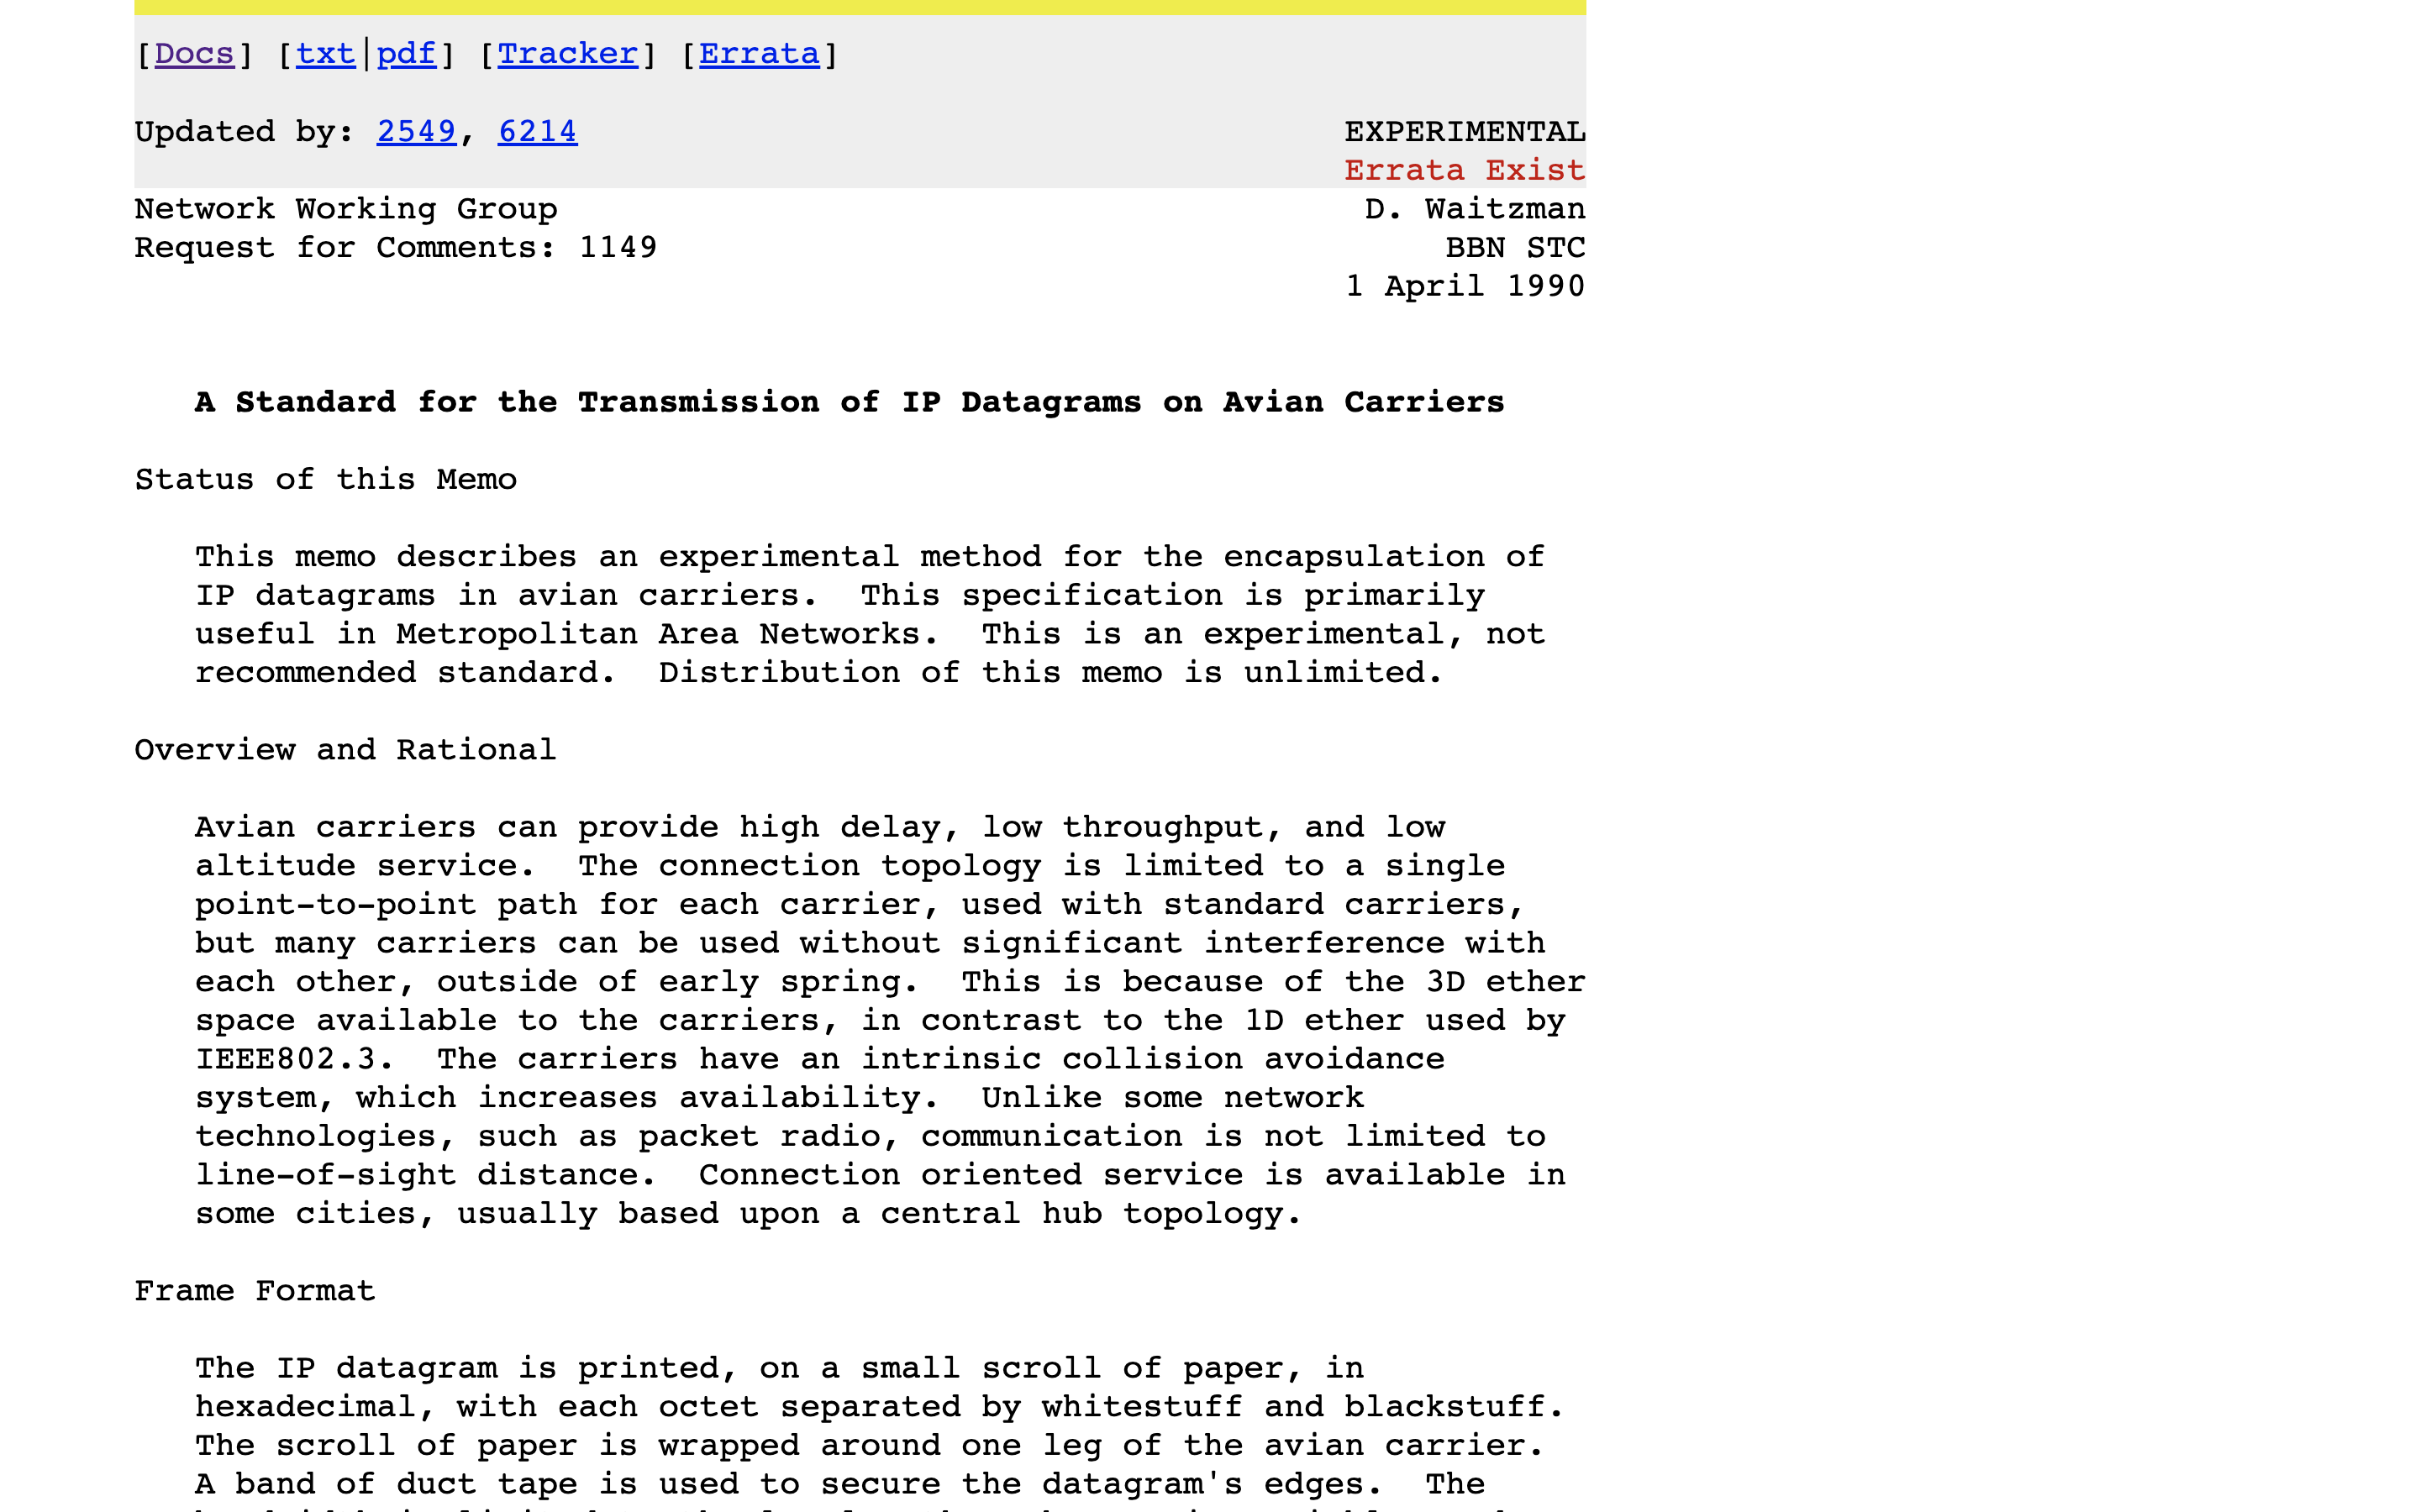 [Docs] [txt|pdf] [Tracker] [Errata]
Updated by: 2549, 6214 EXPERIMENTAL
Errata Exist
Network Working Group D. Waitzman
Request for Comments: 1149 BBN STC
1 April 1990
A Standard for the Transmission of IP Datagrams on Avian Carriers
Status of this Memo
This memo describes an experimental method for the encapsulation of
IP datagrams in avian carriers. This specification is primarily
useful in Metropolitan Area Networks. This is an experimental, not
recommended standard. Distribution of this memo is unlimited.
Overview and Rational
Avian carriers can provide high delay, low throughput, and low
altitude service. The connection topology is limited to a single
point-to-point path for each carrier, used with standard carriers,
but many carriers can be used without significant interference with
each other, outside of early spring. This is because of the 3D ether
space available to the carriers, in contrast to the 1D ether used by
IEEE802.3. The carriers have an intrinsic collision avoidance
system, which increases availability. Unlike some network
technologies, such as packet radio, communication is not limited to
line-of-sight distance. Connection oriented service is available in
some cities, usually based upon a central hub topology.
Frame Format
The IP datagram is printed, on a small scroll of paper, in
hexadecimal, with each octet separated by whitestuff and blackstuff.
The scroll of paper is wrapped around one leg of the avian carrier.
A band of duct tape is used to secure the datagram's edges. The